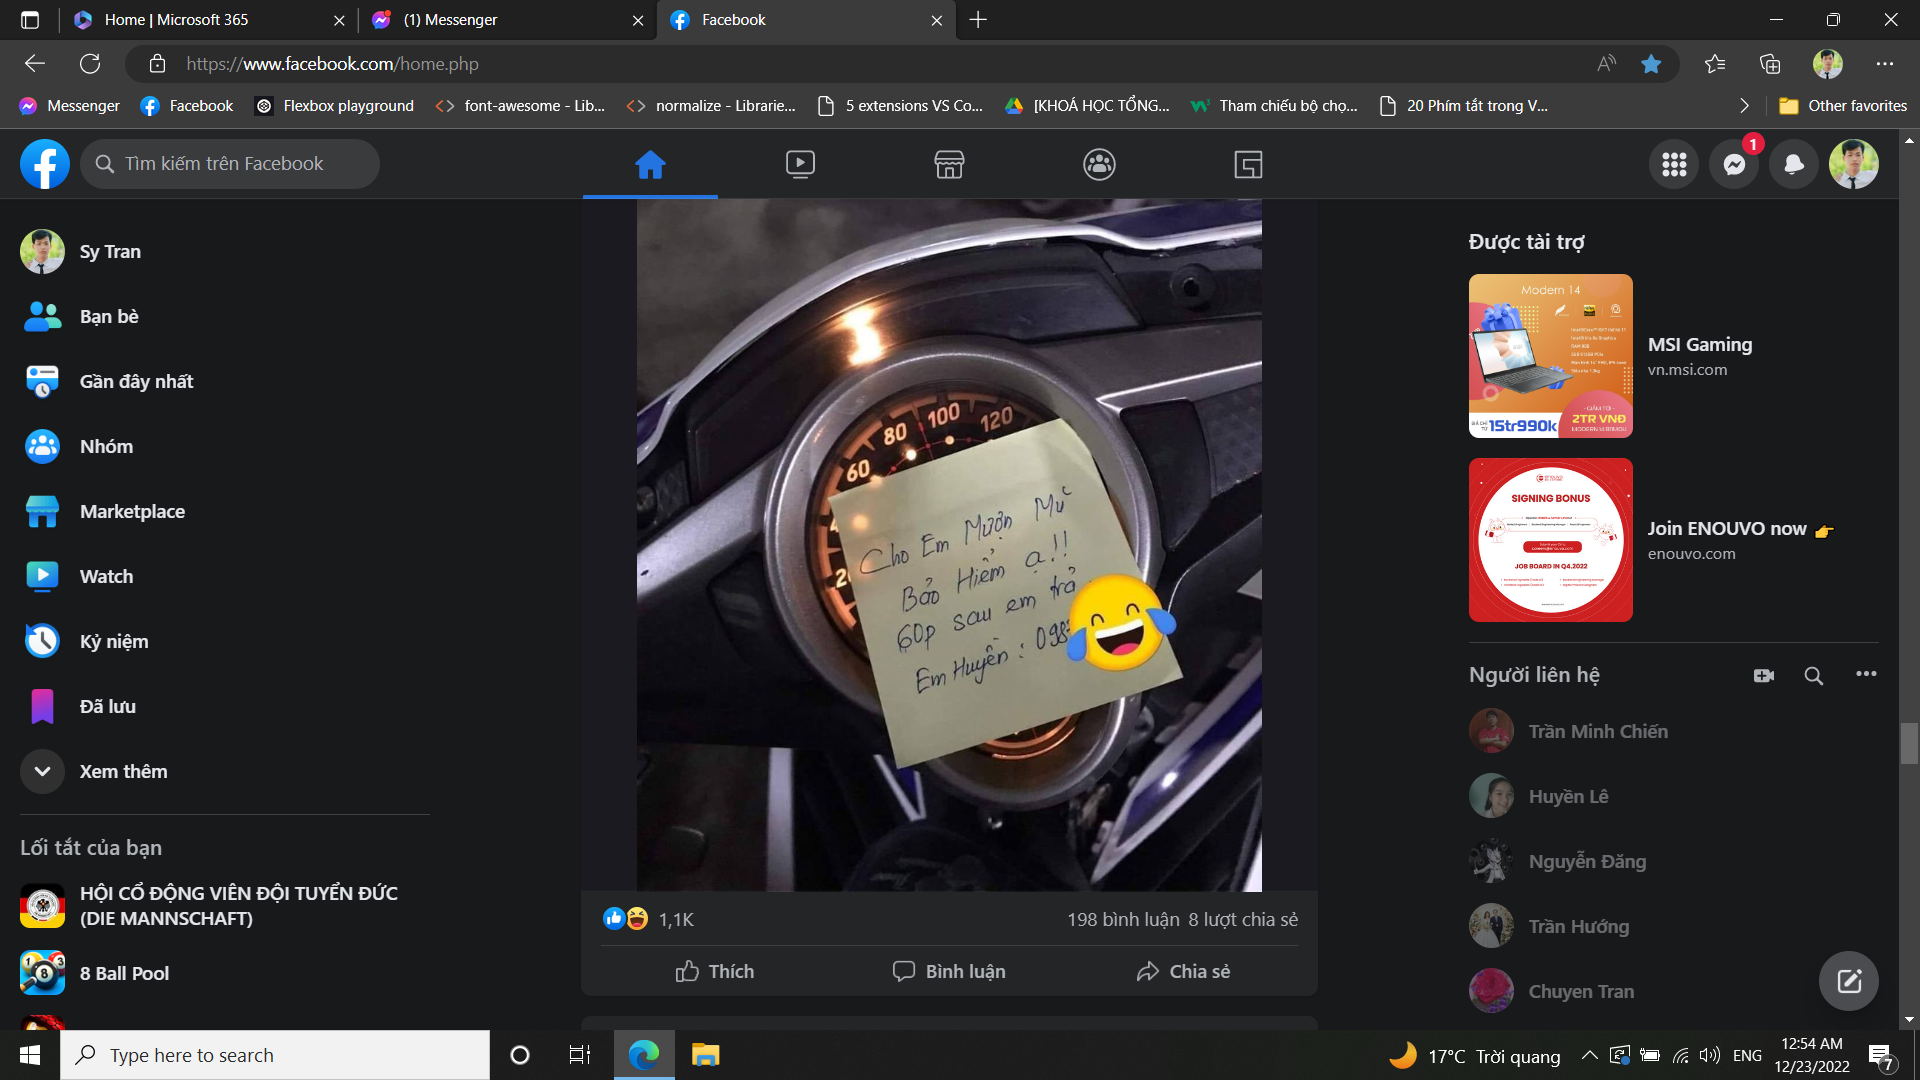 Home | Microsoft 365
(1) Messenger
Facebook
https://www.facebook.com/home.php
Messenger
Facebook
Flexbox playground
font-awesome - Lib...
normalize - Librarie...
5 extensions VS Co...
[KHOÁ HỌC TỔNG...
Tham chiếu bộ chọ...
20 Phím tắt trong V...
Other favorites
Tìm kiếm trên Facebook
1
Sy Tran
Bạn bè
Gần đây nhất
Nhóm
Marketplace
Watch
Kỷ niệm
Đã lưu
Xem thêm
Lối tắt của bạn
HỘI CỔ ĐỘNG VIÊN ĐỘI TUYỂN ĐỨC
(DIE MANNSCHAFT)
8 Ball Pool
60 80 100 120
Cho Em Mượn Mũ
Bảo Hiểm ạ!!
60p sau em trả
Em Huyền: 098
1,1K
198 bình luận 8 lượt chia sẻ
Thích
Bình luận
Chia sẻ
Được tài trợ
Modern 14
15tr990k
2TR VNĐ
MSI Gaming
vn.msi.com
SIGNING BONUS
JOB BOARD IN Q4.2022
Join ENOUVO now
enouvo.com
Người liên hệ
Trần Minh Chiến
Huyền Lê
Nguyễn Đăng
Trần Hướng
Chuyen Tran
Type here to search
17°C Trời quang
ENG
12:54 AM
12/23/2022
7